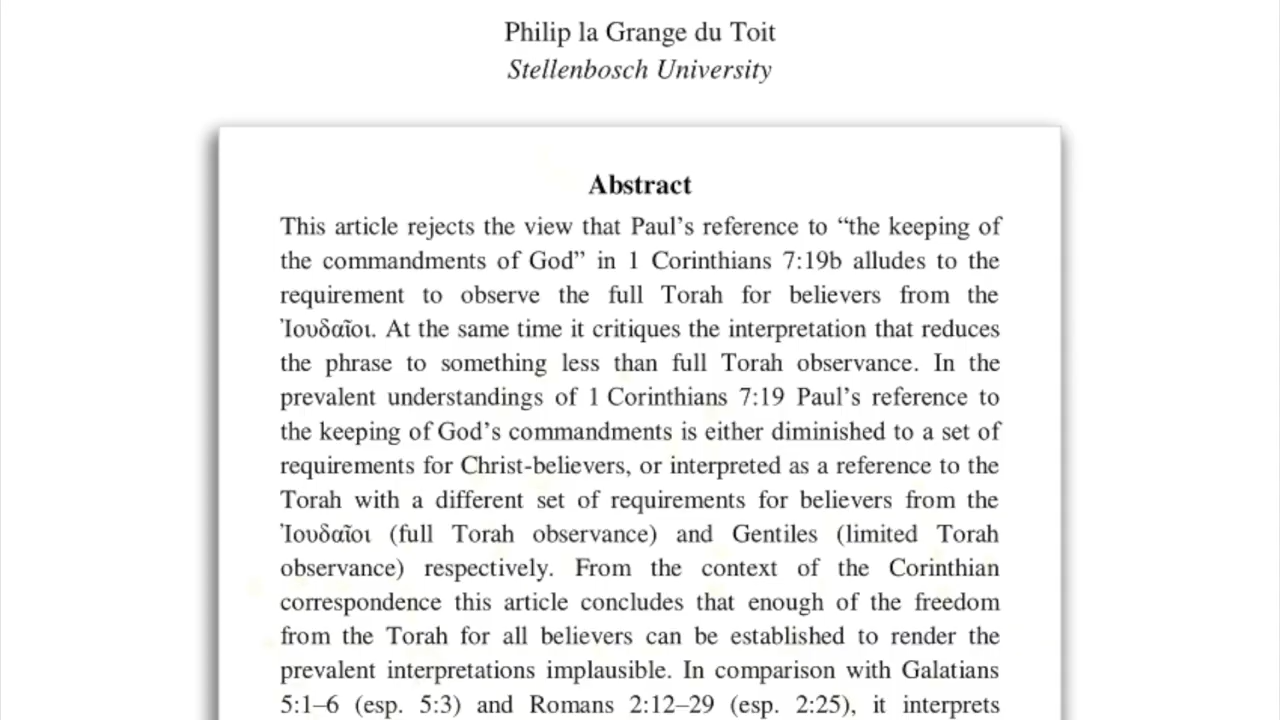 Philip la Grange du Toit
Stellenbosch University
Abstract
This article rejects the view that Paul’s reference to “the keeping of
the commandments of God” in 1 Corinthians 7:19b alludes to the
requirement to observe the full Torah for believers from the
Ἰουδαῖοι. At the same time it critiques the interpretation that reduces
the phrase to something less than full Torah observance. In the
prevalent understandings of 1 Corinthians 7:19 Paul’s reference to
the keeping of God’s commandments is either diminished to a set of
requirements for Christ-believers, or interpreted as a reference to the
Torah with a different set of requirements for believers from the
Ἰουδαῖοι (full Torah observance) and Gentiles (limited Torah
observance) respectively. From the context of the Corinthian
correspondence this article concludes that enough of the freedom
from the Torah for all believers can be established to render the
prevalent interpretations implausible. In comparison with Galatians
5:1–6 (esp. 5:3) and Romans 2:12–29 (esp. 2:25), it interprets